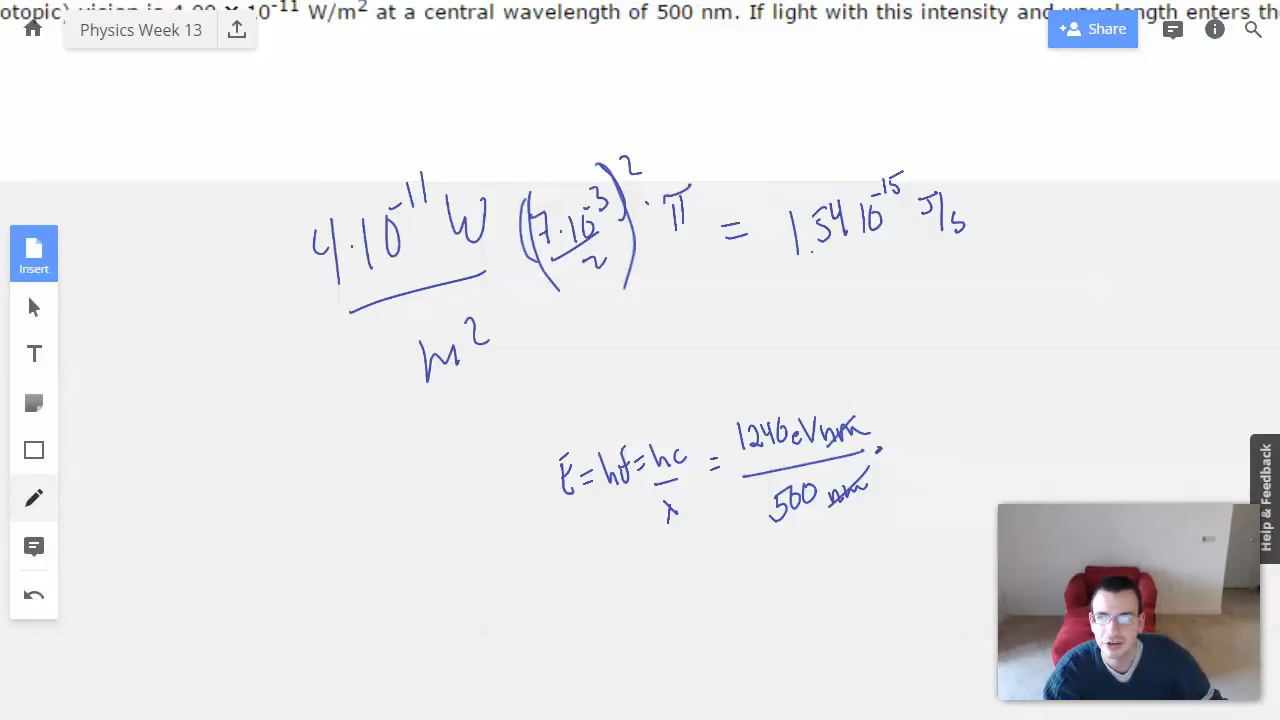 otopic) vision is 4.00 × 10⁻¹¹ W/m² at a central wavelength of 500 nm. If light with this intensity and wavelength enters th
Physics Week 13
Share
Insert
T
4·10⁻¹¹ W / m² (7·10⁻³ / 2)² · π = 1.54 10⁻¹⁵ J/s
E = hf = hc / λ = 1240 eV nm / 500 nm ·
Help & Feedback